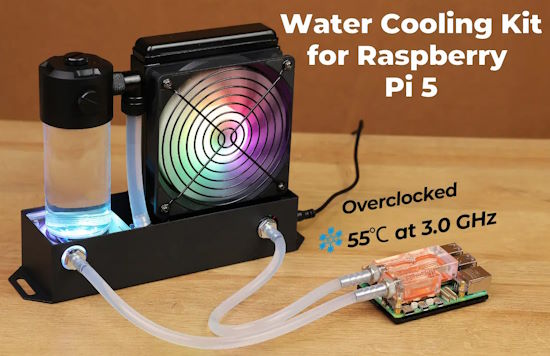 Water Cooling Kit
for Raspberry
Pi 5
Overclocked
55℃ at 3.0 GHz